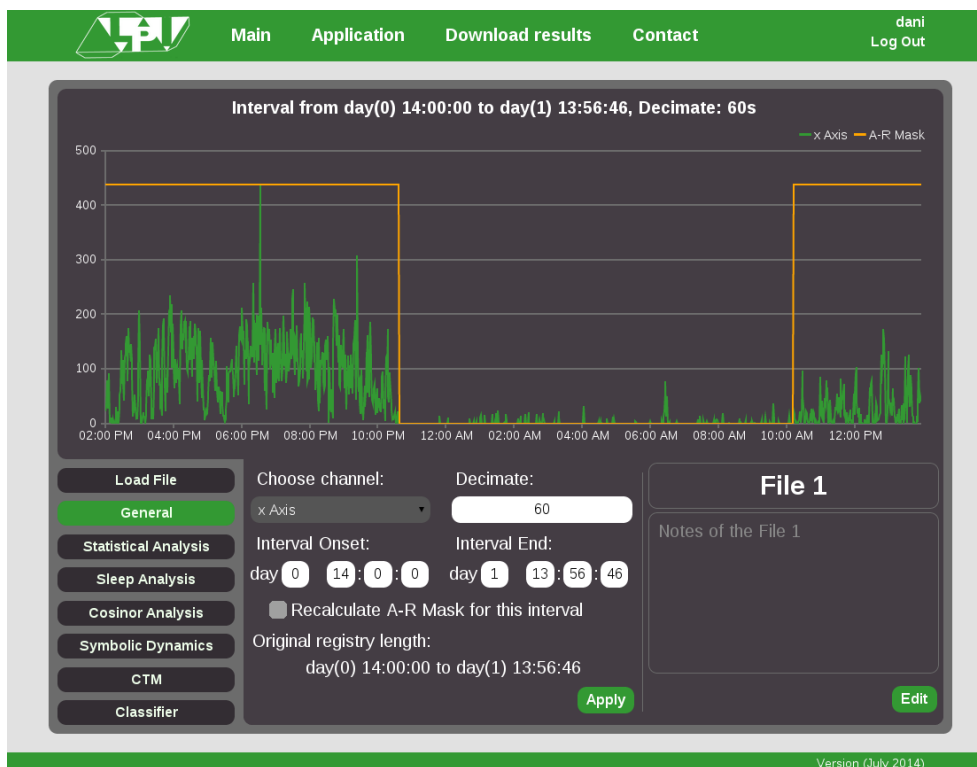 UPV
Main Application Download results Contact
dani
Log Out
Interval from day(0) 14:00:00 to day(1) 13:56:46, Decimate: 60s
x Axis A-R Mask
500
400
300
200
100
0
02:00 PM 04:00 PM 06:00 PM 08:00 PM 10:00 PM 12:00 AM 02:00 AM 04:00 AM 06:00 AM 08:00 AM 10:00 AM 12:00 PM
Load File
General
Statistical Analysis
Sleep Analysis
Cosinor Analysis
Symbolic Dynamics
CTM
Classifier
Choose channel: Decimate:
x Axis 60
Interval Onset: Interval End:
day 0 14 : 0 : 0 day 1 13 : 56 : 46
Recalculate A-R Mask for this interval
Original registry length:
day(0) 14:00:00 to day(1) 13:56:46
Apply
File 1
Notes of the File 1
Edit
Version (July 2014)